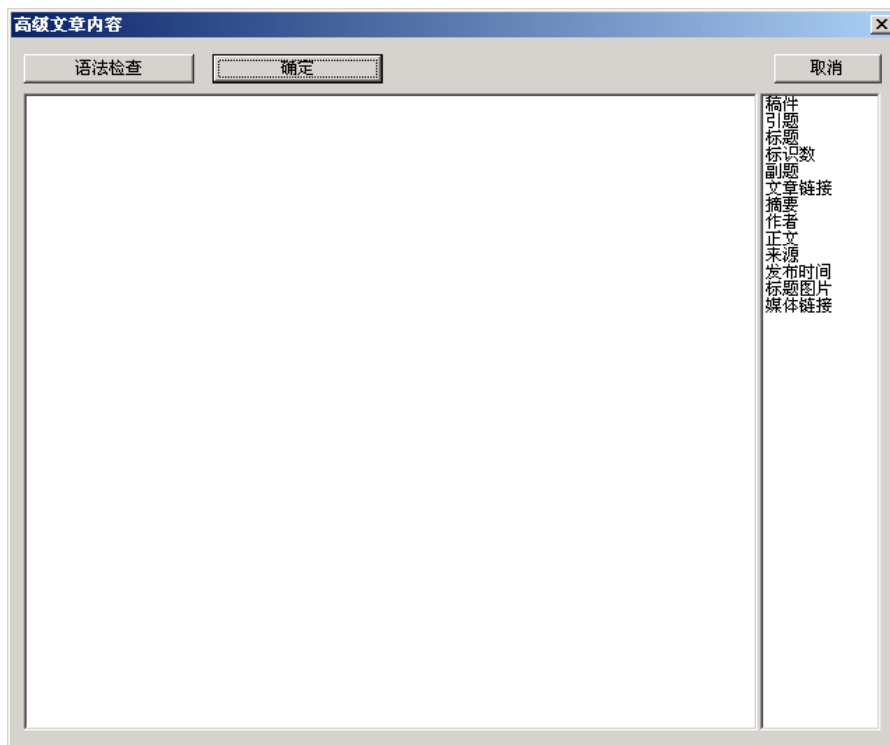 高级文章内容
语法检查 确定 取消
稿件
引题
标题
标识数
副题
文章链接
摘要
作者
正文
来源
发布时间
标题图片
媒体链接